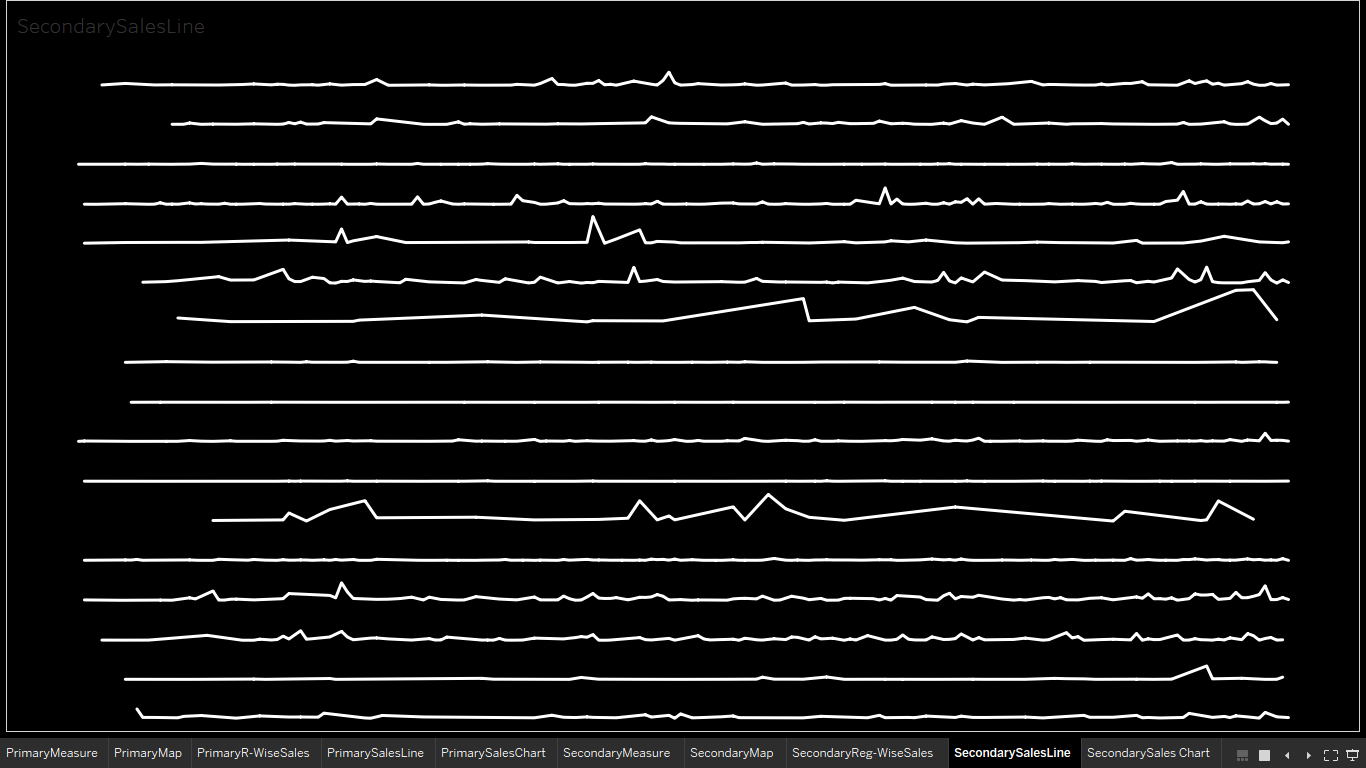 SecondarySalesLine
PrimaryMeasure PrimaryMap PrimaryR-WiseSales PrimarySalesLine PrimarySalesChart SecondaryMeasure SecondaryMap SecondaryReg-WiseSales SecondarySalesLine SecondarySales Chart